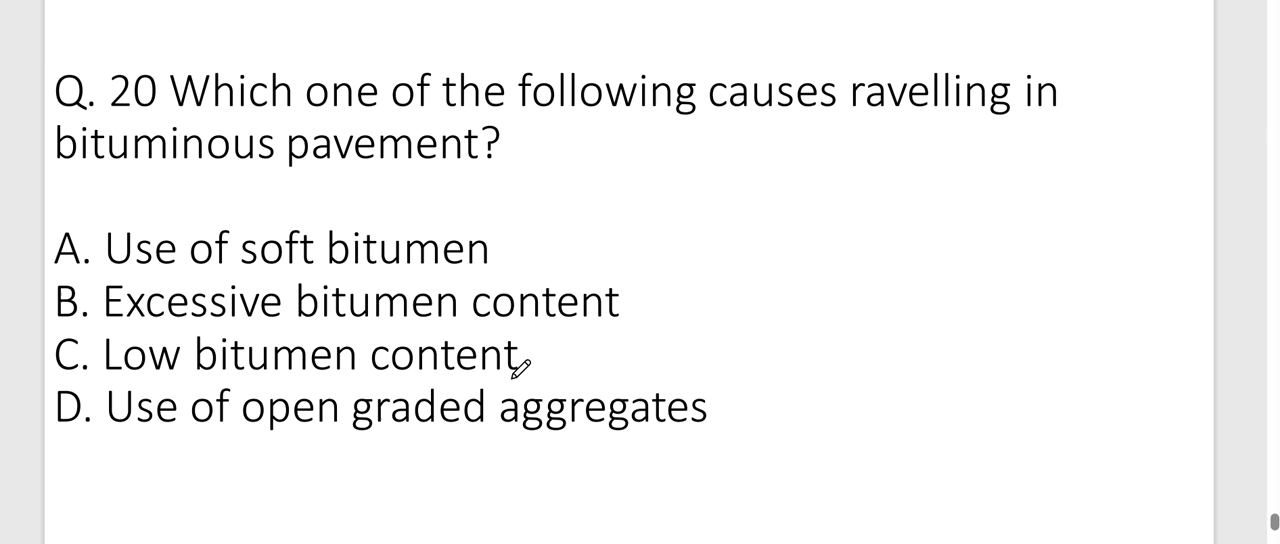 Q. 20 Which one of the following causes ravelling in
bituminous pavement?
A. Use of soft bitumen
B. Excessive bitumen content
C. Low bitumen content
D. Use of open graded aggregates